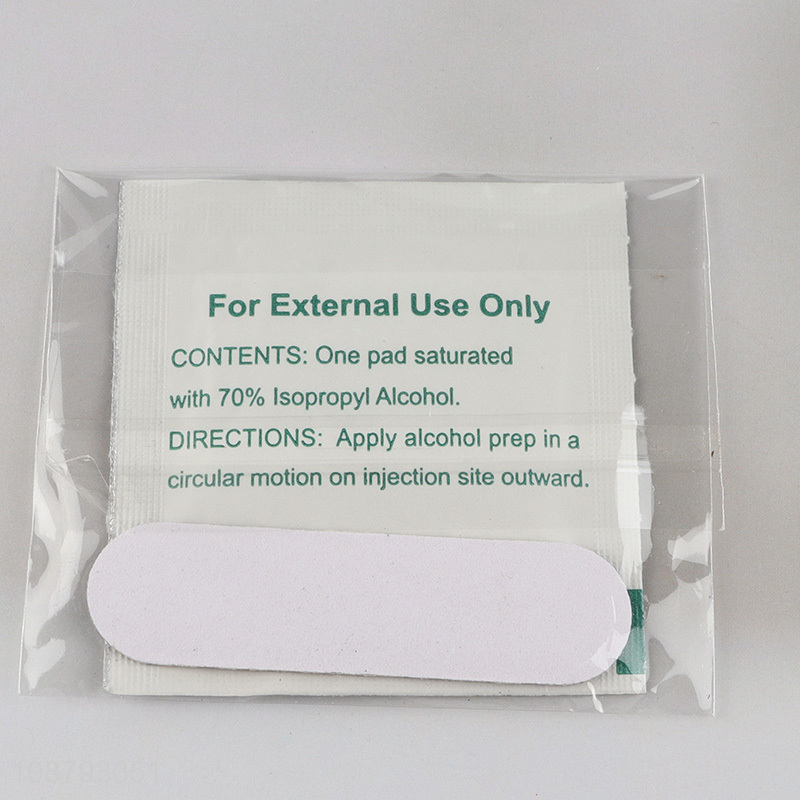 For External Use Only
CONTENTS: One pad saturated
with 70% Isopropyl Alcohol.
DIRECTIONS: Apply alcohol prep in a
circular motion on injection site outward.